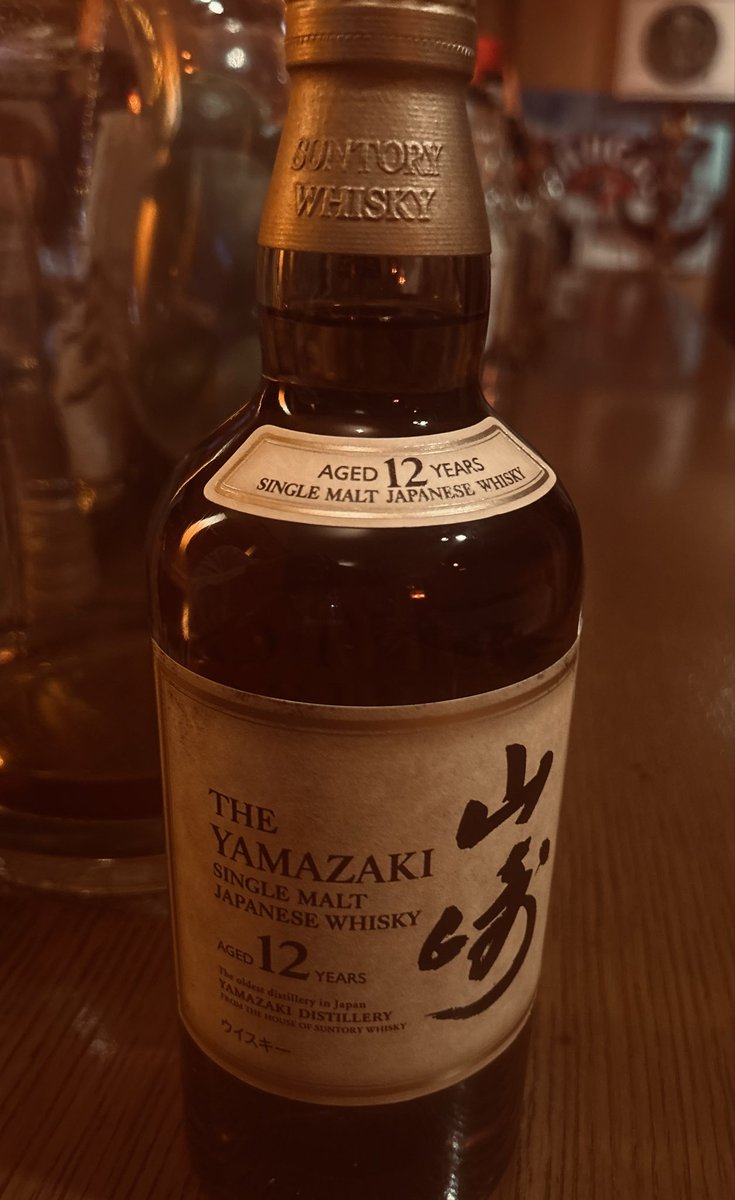 SUNTORY
WHISKY
AGED 12 YEARS
SINGLE MALT JAPANESE WHISKY
THE
YAMAZAKI
SINGLE MALT
JAPANESE WHISKY
AGED 12 YEARS
The oldest distillery in Japan
YAMAZAKI DISTILLERY
FROM THE HOUSE OF SUNTORY WHISKY
ウイスキー
山崎